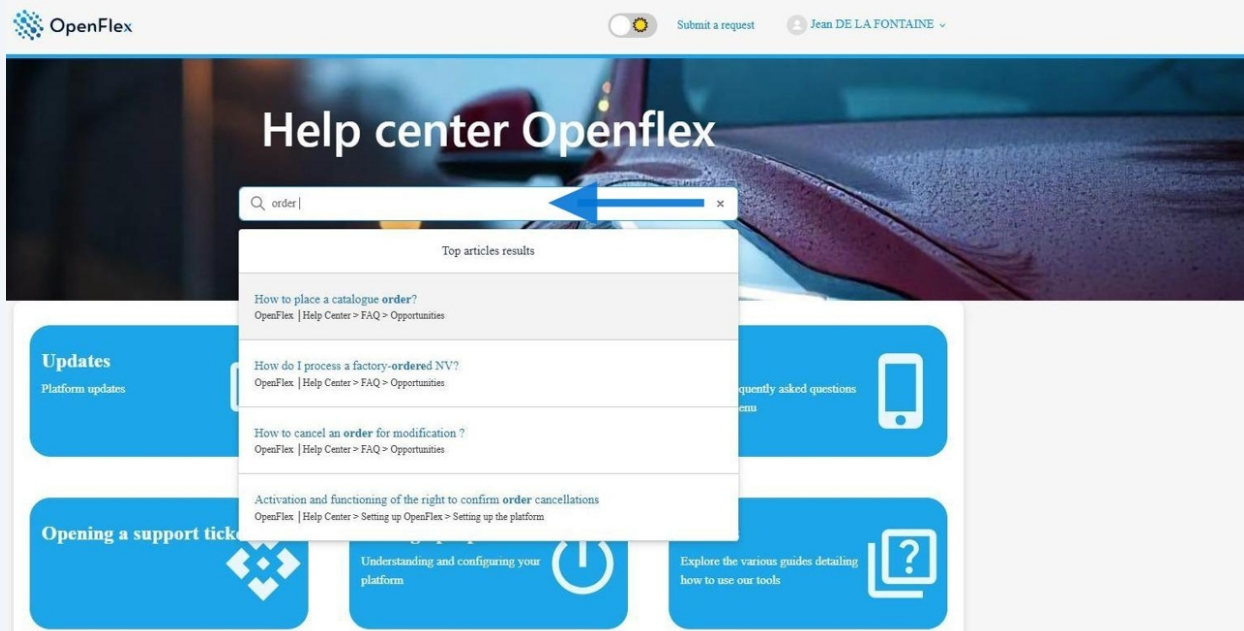 OpenFlex
Submit a request
Jean DE LA FONTAINE
Help center Openflex
order
Top articles results
How to place a catalogue order?
OpenFlex | Help Center > FAQ > Opportunities
How do I process a factory-ordered NV?
OpenFlex | Help Center > FAQ > Opportunities
How to cancel an order for modification ?
OpenFlex | Help Center > FAQ > Opportunities
Activation and functioning of the right to confirm order cancellations
OpenFlex | Help Center > Setting up OpenFlex > Setting up the platform
Updates
Platform updates
asked questions
Opening a support
Understanding and configuring your
platform
Explore the various guides detailing
how to use our tools